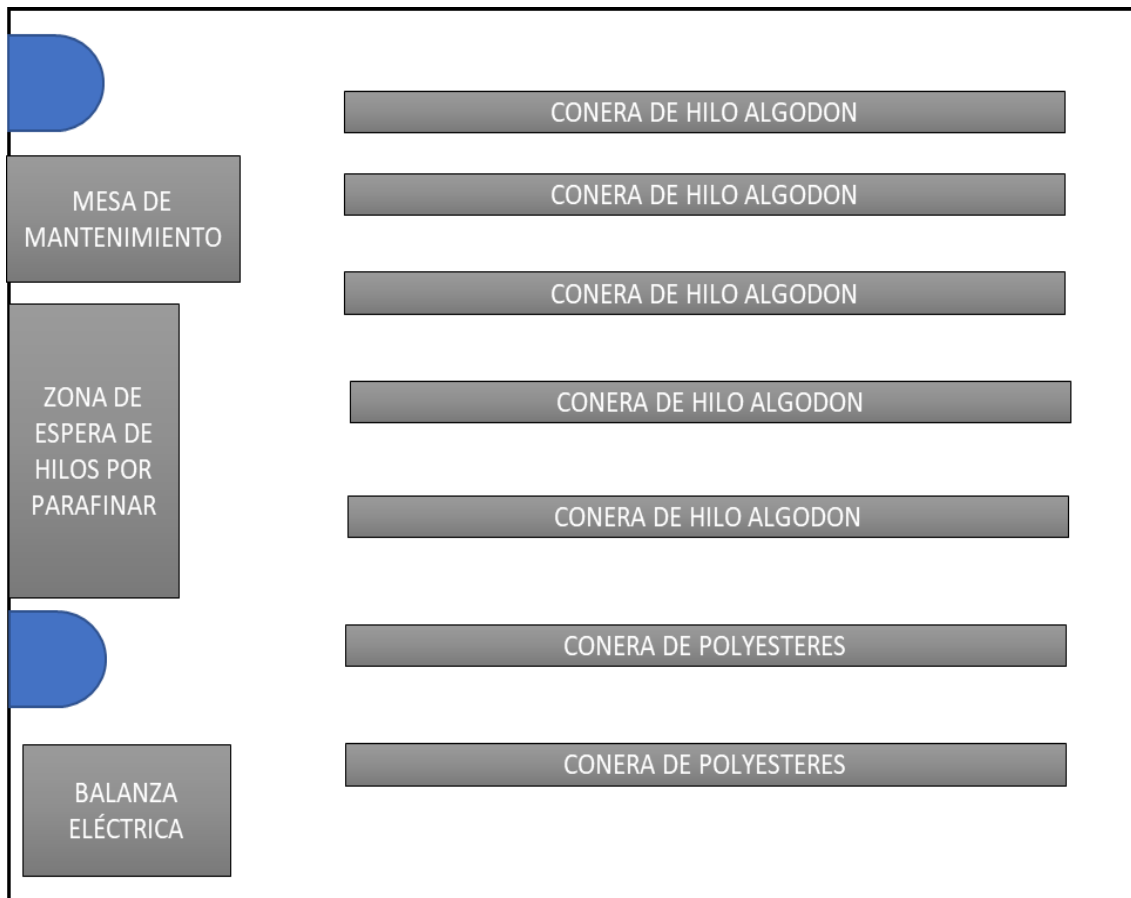 CONERA DE HILO ALGODON
MESA DE
MANTENIMIENTO
CONERA DE HILO ALGODON
CONERA DE HILO ALGODON
ZONA DE
ESPERA DE
HILOS POR
PARAFINAR
CONERA DE HILO ALGODON
CONERA DE HILO ALGODON
CONERA DE POLYESTERES
BALANZA
ELÉCTRICA
CONERA DE POLYESTERES